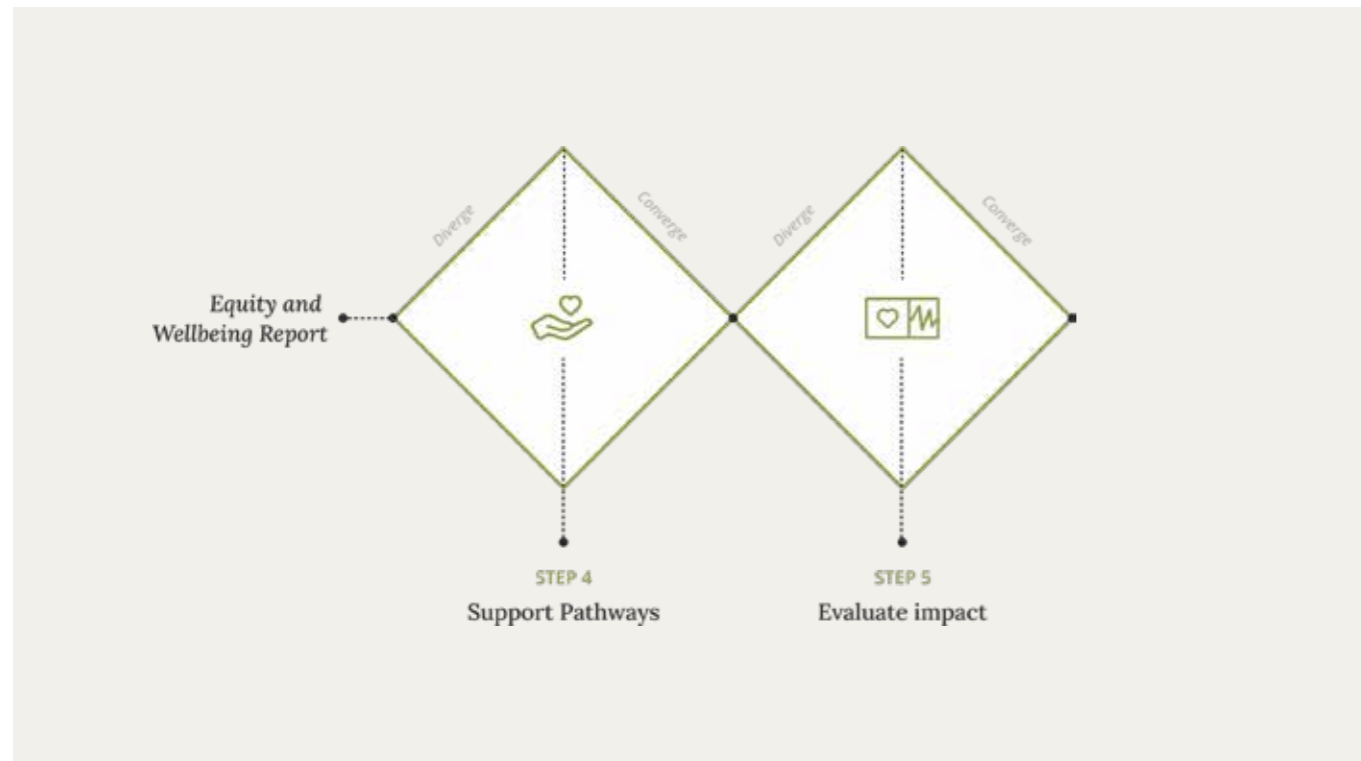 Diverge
Converge
Diverge
Converge
Equity and
Wellbeing Report
STEP 4
Support Pathways
STEP 5
Evaluate impact